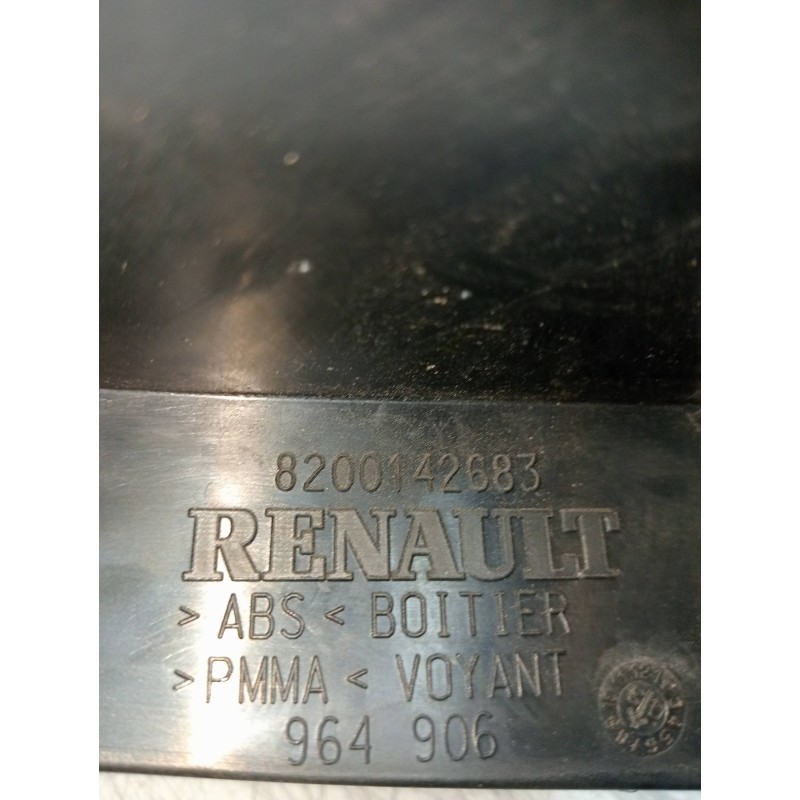 8200142683
RENAULT
> ABS < BOITIER
>PMMA < VOYANT
964 906